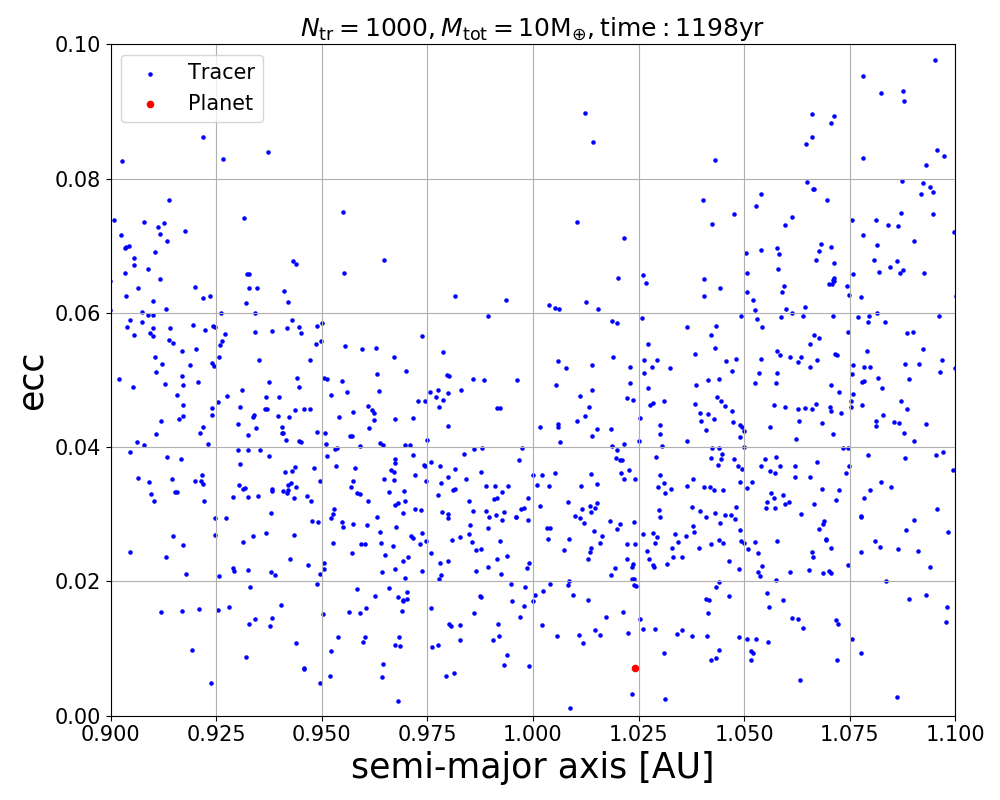 N_tr = 1000, M_tot = 10M_⊕, time : 1198yr
Tracer
Planet
ecc
0.10
0.08
0.06
0.04
0.02
0.00
0.900 0.925 0.950 0.975 1.000 1.025 1.050 1.075 1.100
semi-major axis [AU]